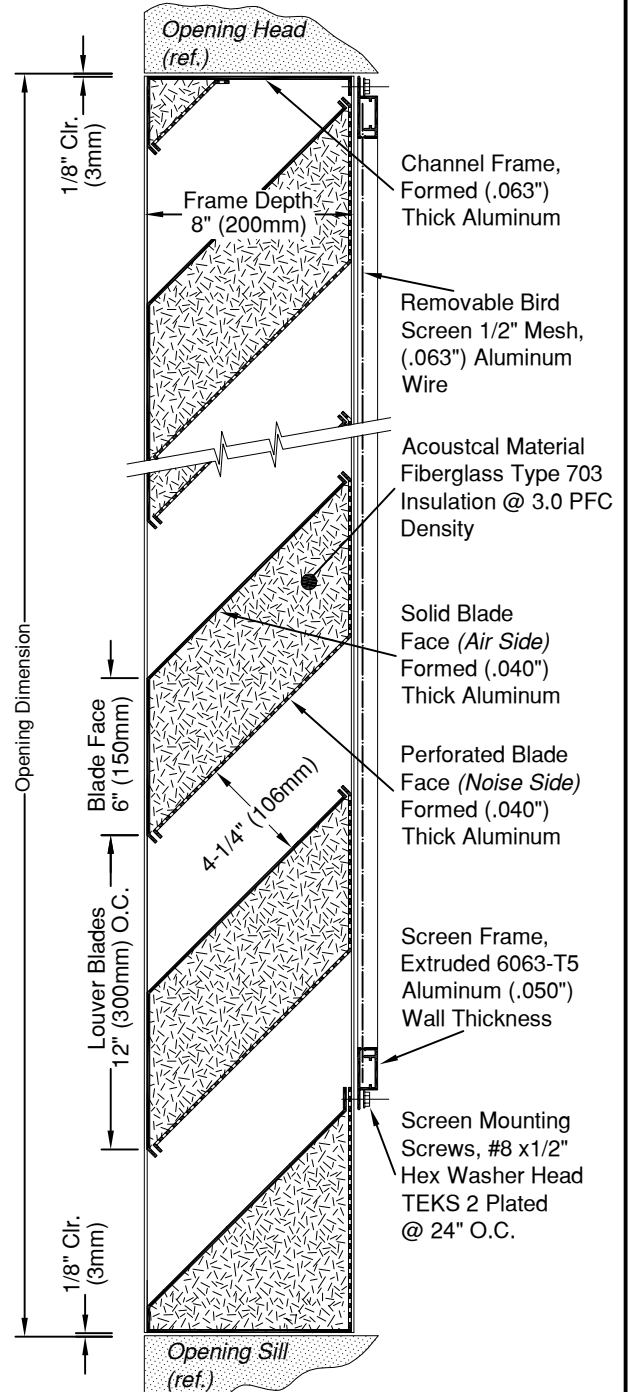 Opening Head
(ref.)
1/8" Clr.
(3mm)
Frame Depth
8" (200mm)
Channel Frame,
Formed (.063")
Thick Aluminum
Removable Bird
Screen 1/2" Mesh,
(.063") Aluminum
Wire
Acoustcal Material
Fiberglass Type 703
Insulation @ 3.0 PFC
Density
Opening Dimension
Blade Face
6" (150mm)
Solid Blade
Face (Air Side)
Formed (.040")
Thick Aluminum
4-1/4" (106mm)
Perforated Blade
Face (Noise Side)
Formed (.040")
Thick Aluminum
Louver Blades
12" (300mm) O.C.
Screen Frame,
Extruded 6063-T5
Aluminum (.050")
Wall Thickness
Screen Mounting
Screws, #8 x1/2"
Hex Washer Head
TEKS 2 Plated
@ 24" O.C.
1/8" Clr.
(3mm)
Opening Sill
(ref.)